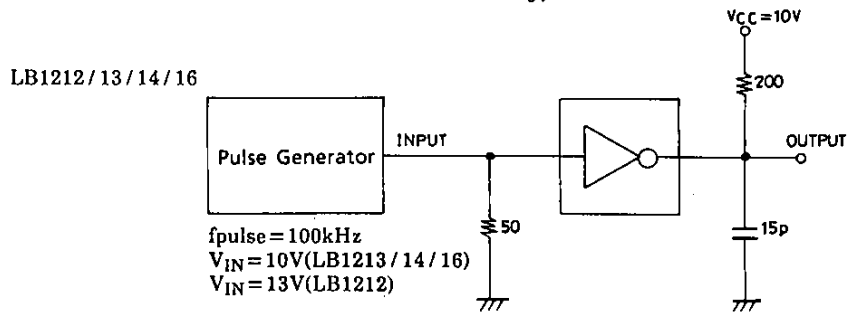 VCC=10V
LB1212/13/14/16
200
Pulse Generator
INPUT
OUTPUT
50
15p
fpulse=100kHz
VIN=10V(LB1213/14/16)
VIN=13V(LB1212)